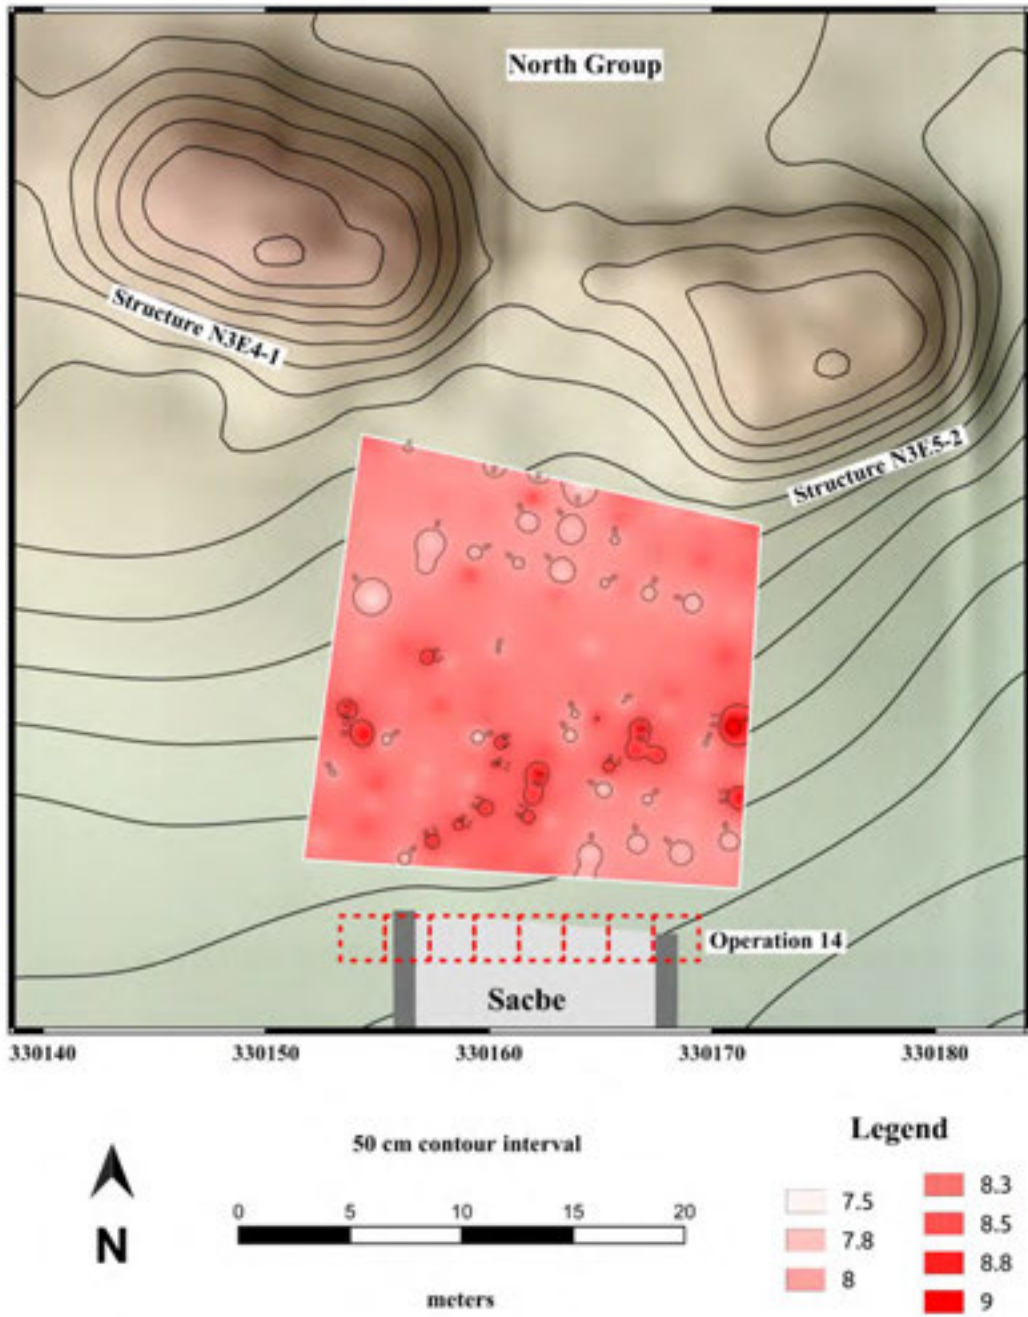 North Group
Structure N3E4-1
Structure N3E5-2
Operation 14
Sacbe
330140 330150 330160 330170 330180
50 cm contour interval
0 5 10 15 20
meters
N
Legend
7.5
7.8
8
8.3
8.5
8.8
9